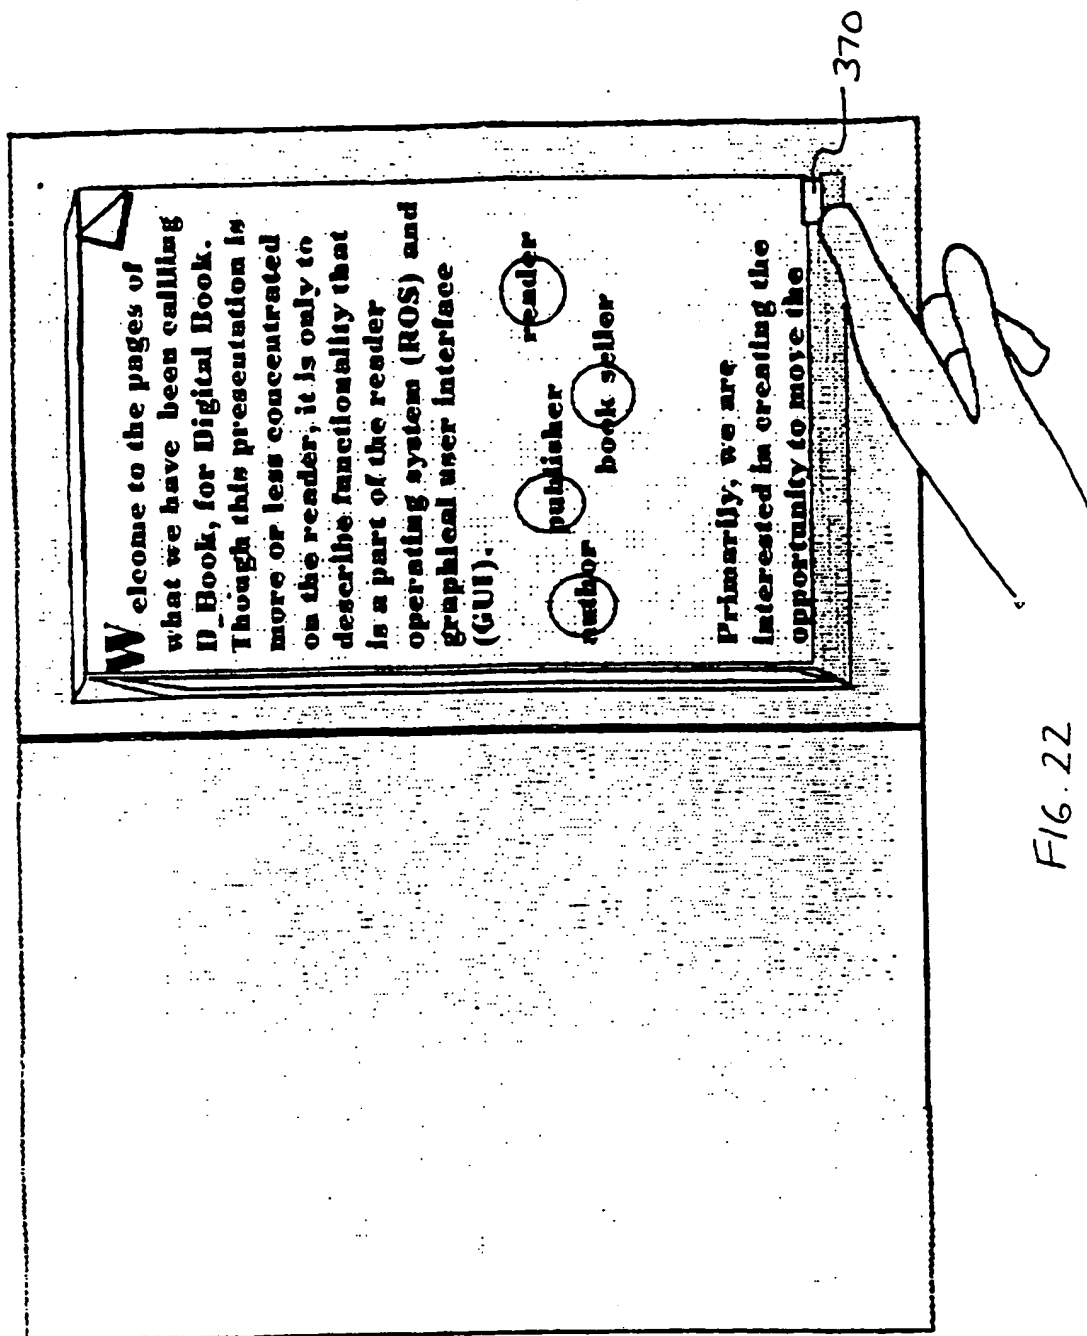 Welcome to the pages of
what we have been callling
D_Book, for Digital Book.
Though this presentation is
more or less concentrated
on the reader, it is only to
describe functionality that
is a part of the reader
operating system (ROS) and
graphical user interface
(GUI).
reader
publisher
book seller
author
Primarily, we are
interested in creating the
opportunity to move the
370
FIG. 22